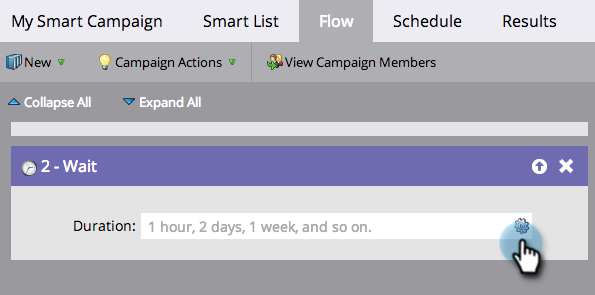 My Smart Campaign Smart List Flow Schedule Results
New Campaign Actions View Campaign Members
Collapse All Expand All
2 - Wait
Duration: 1 hour, 2 days, 1 week, and so on.